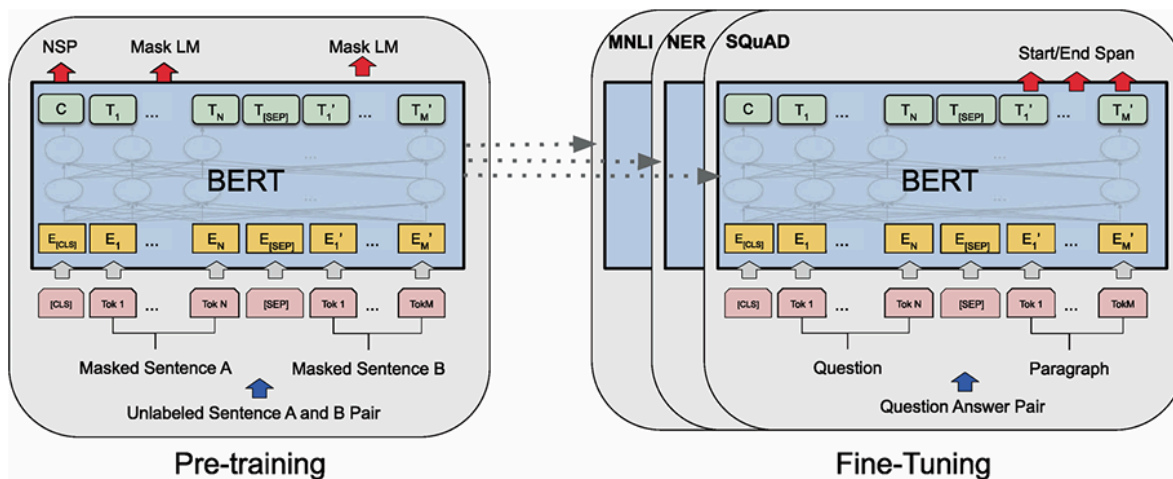 NSP Mask LM Mask LM
C T1 ... TN T[SEP] T1' ... TM'
...
BERT
...
E[CLS] E1 ... EN E[SEP] E1' ... EM'
[CLS] Tok 1 ... Tok N [SEP] Tok 1 ... TokM
Masked Sentence A Masked Sentence B
Unlabeled Sentence A and B Pair
Pre-training
MNLI NER SQuAD
Start/End Span
C T1 ... TN T[SEP] T1' ... TM'
...
BERT
...
E[CLS] E1 ... EN E[SEP] E1' ... EM'
[CLS] Tok 1 ... Tok N [SEP] Tok 1 ... TokM
Question Paragraph
Question Answer Pair
Fine-Tuning